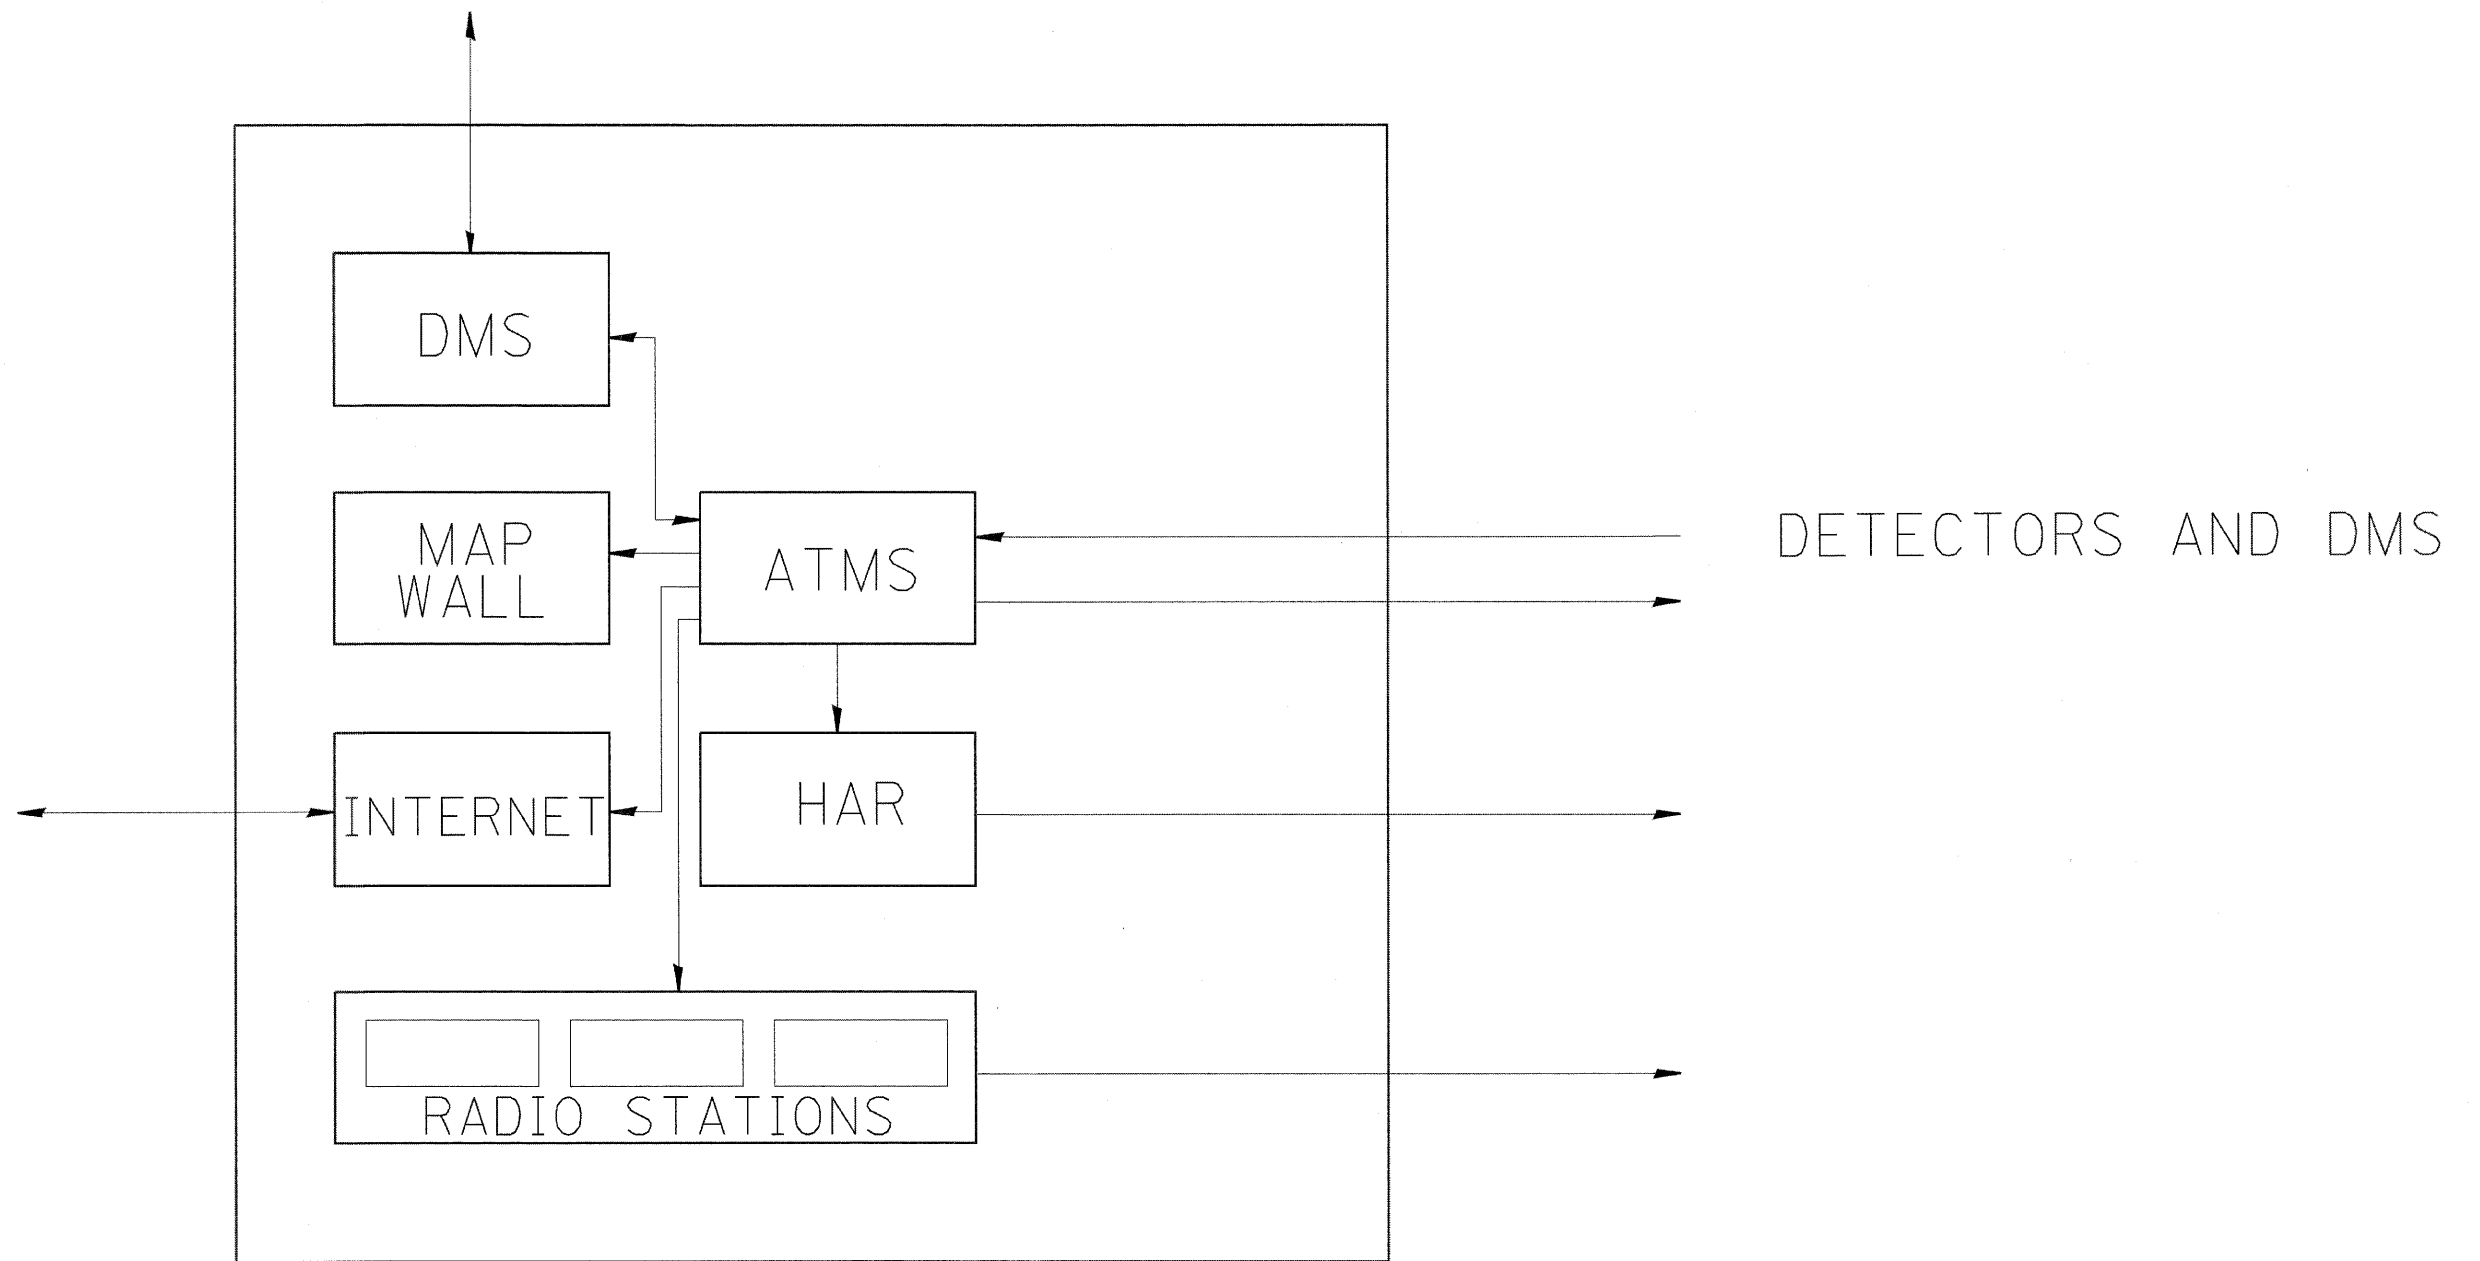 DMS
MAP
WALL
ATMS
DETECTORS AND DMS
INTERNET
HAR
RADIO STATIONS